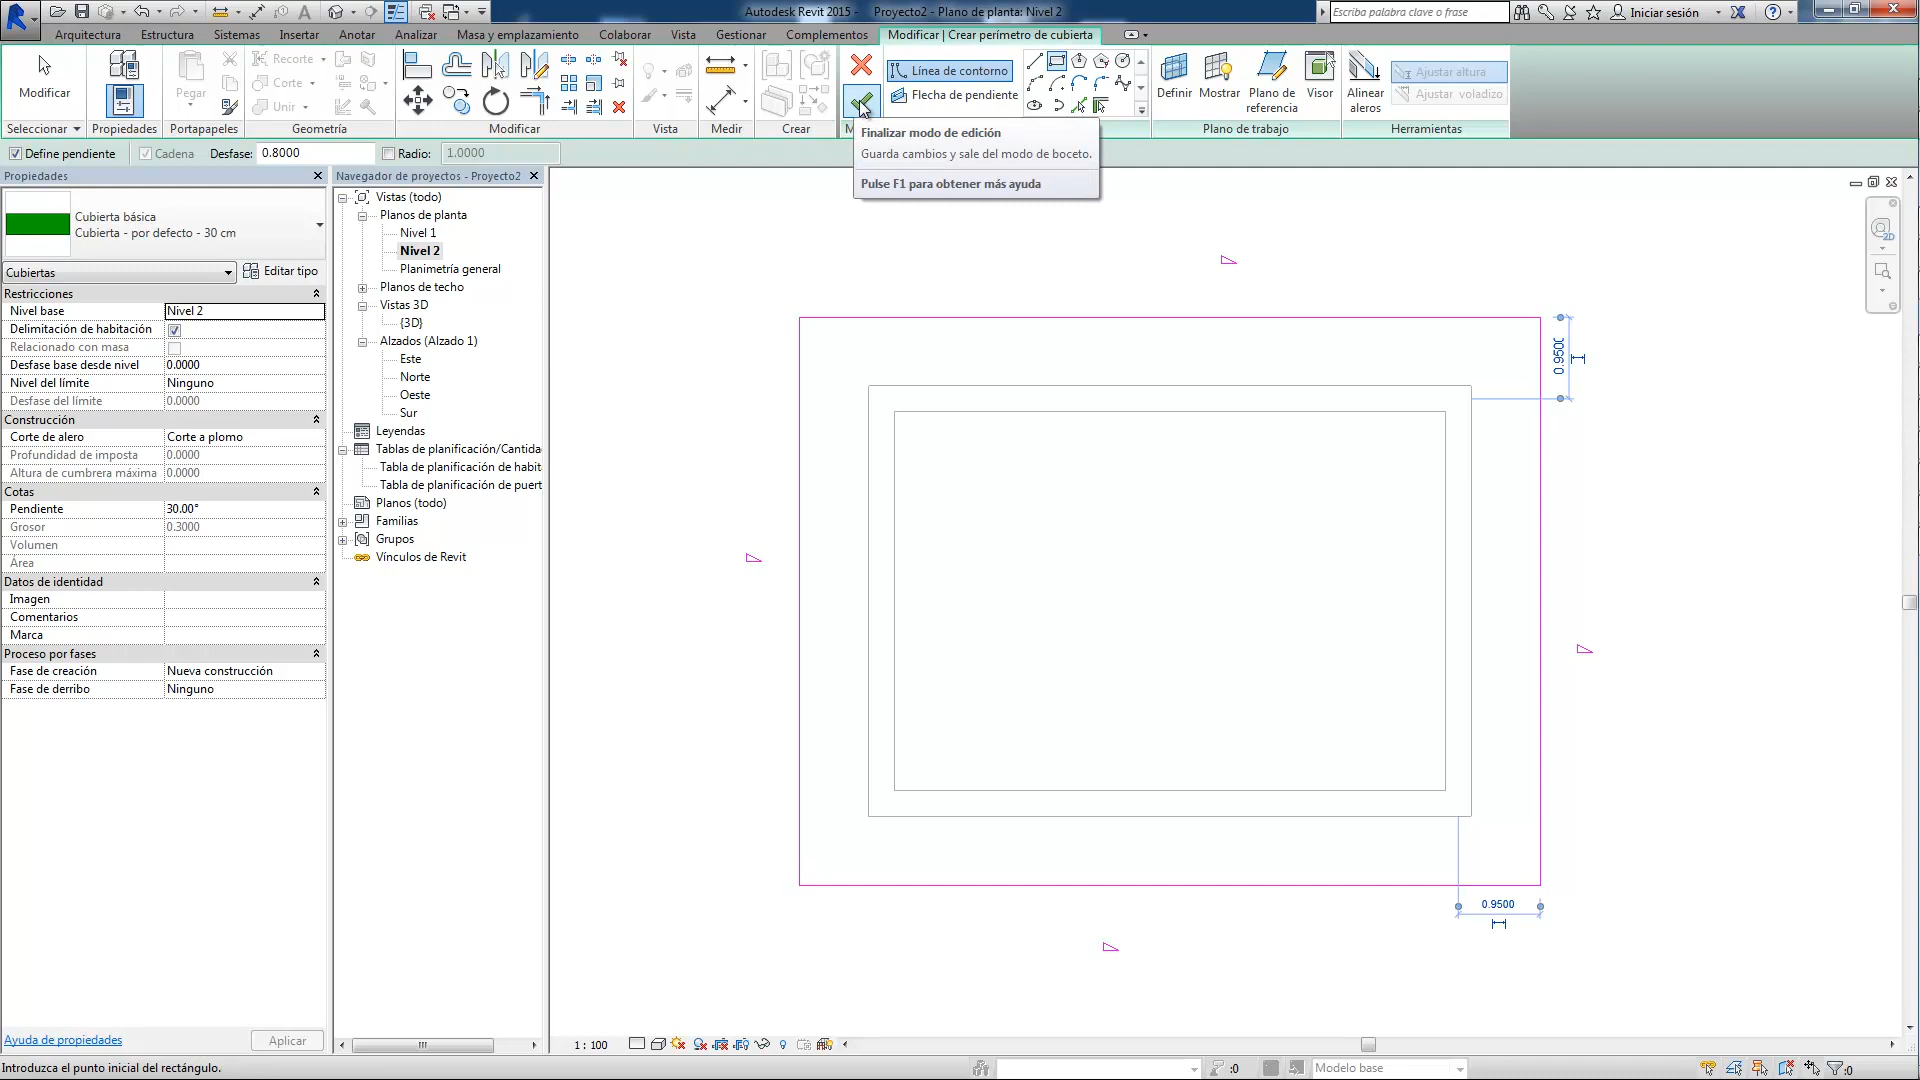 Autodesk Revit 2015 - Proyecto2 - Plano de planta: Nivel 2
Escriba palabra clave o frase
Iniciar sesión
Arquitectura Estructura Sistemas Insertar Anotar Analizar Masa y emplazamiento Colaborar Vista Gestionar Complementos Modificar | Crear perímetro de cubierta
Modificar
Pegar
Recorte
Corte
Unir
Línea de contorno
Flecha de pendiente
Definir
Mostrar
Plano de
referencia
Visor
Alinear
aleros
Ajustar altura
Ajustar voladizo
Seleccionar Propiedades Portapapeles Geometría Modificar Vista Medir Crear M Plano de trabajo Herramientas
Finalizar modo de edición
Guarda cambios y sale del modo de boceto.
Pulse F1 para obtener más ayuda
Define pendiente Cadena Desfase: 0.8000 Radio: 1.0000
Propiedades
Cubierta básica
Cubierta - por defecto - 30 cm
Cubiertas Editar tipo
Restricciones
Nivel base Nivel 2
Delimitación de habitación
Relacionado con masa
Desfase base desde nivel 0.0000
Nivel del límite Ninguno
Desfase del límite 0.0000
Construcción
Corte de alero Corte a plomo
Profundidad de imposta 0.0000
Altura de cumbrera máxima 0.0000
Cotas
Pendiente 30.00°
Grosor 0.3000
Volumen
Área
Datos de identidad
Imagen
Comentarios
Marca
Proceso por fases
Fase de creación Nueva construcción
Fase de derribo Ninguno
Ayuda de propiedades Aplicar
Navegador de proyectos - Proyecto2
Vistas (todo)
Planos de planta
Nivel 1
Nivel 2
Planimetría general
Planos de techo
Vistas 3D
{3D}
Alzados (Alzado 1)
Este
Norte
Oeste
Sur
Leyendas
Tablas de planificación/Cantida
Tabla de planificación de habit
Tabla de planificación de puert
Planos (todo)
Familias
Grupos
Vínculos de Revit
2D
0.9500
0.9500
1 : 100
Introduzca el punto inicial del rectángulo.
:0
Modelo base
:0